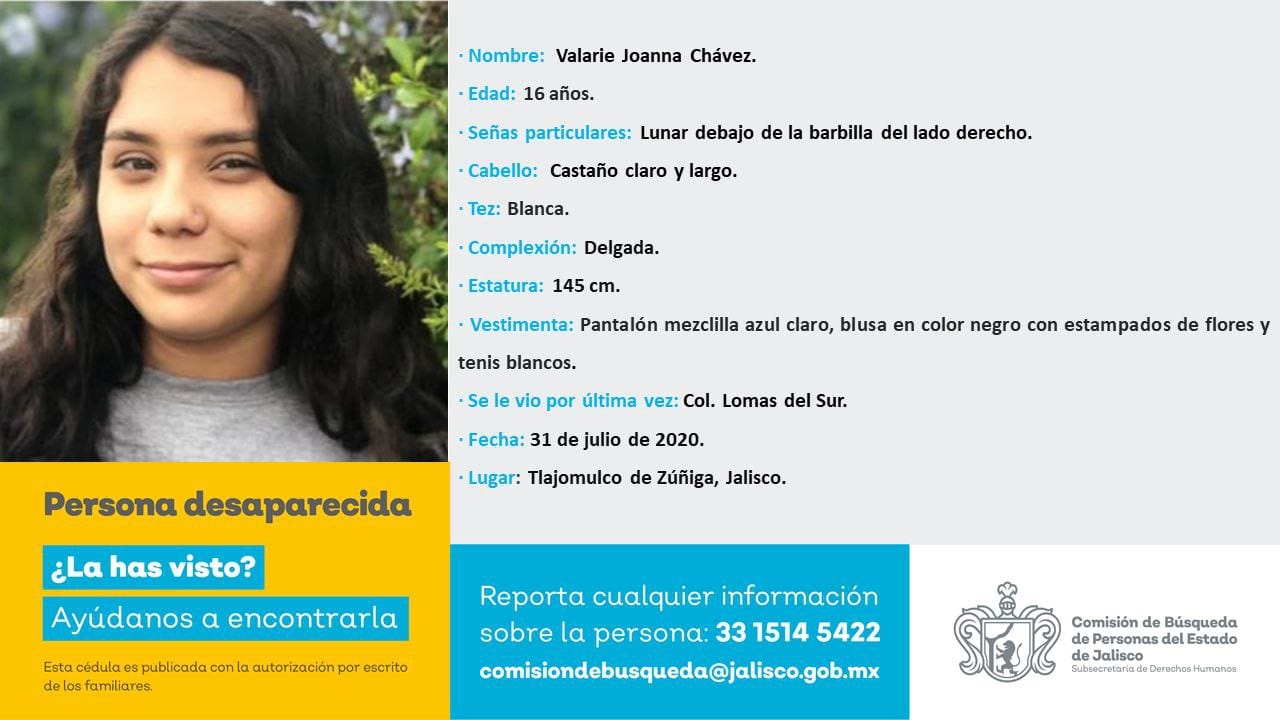 · Nombre: Valarie Joanna Chávez.
· Edad: 16 años.
· Señas particulares: Lunar debajo de la barbilla del lado derecho.
· Cabello: Castaño claro y largo.
· Tez: Blanca.
· Complexión: Delgada.
· Estatura: 145 cm.
· Vestimenta: Pantalón mezclilla azul claro, blusa en color negro con estampados de flores y
tenis blancos.
· Se le vio por última vez: Col. Lomas del Sur.
· Fecha: 31 de julio de 2020.
· Lugar: Tlajomulco de Zúñiga, Jalisco.
Persona desaparecida
¿La has visto?
Ayúdanos a encontrarla
Esta cédula es publicada con la autorización por escrito
de los familiares.
Reporta cualquier información
sobre la persona: 33 1514 5422
comisiondebusqueda@jalisco.gob.mx
Comisión de Búsqueda
de Personas del Estado
de Jalisco
Subsecretaría de Derechos Humanos